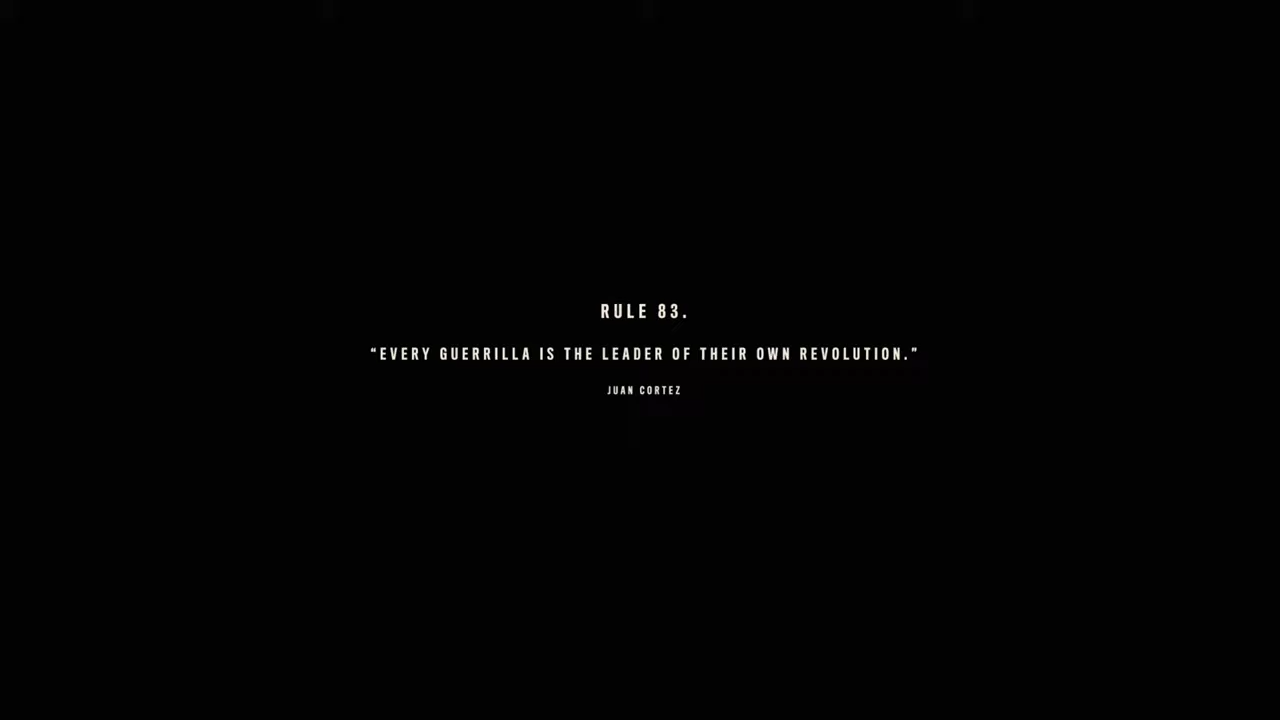 RULE 83.
“EVERY GUERRILLA IS THE LEADER OF THEIR OWN REVOLUTION.”
JUAN CORTEZ